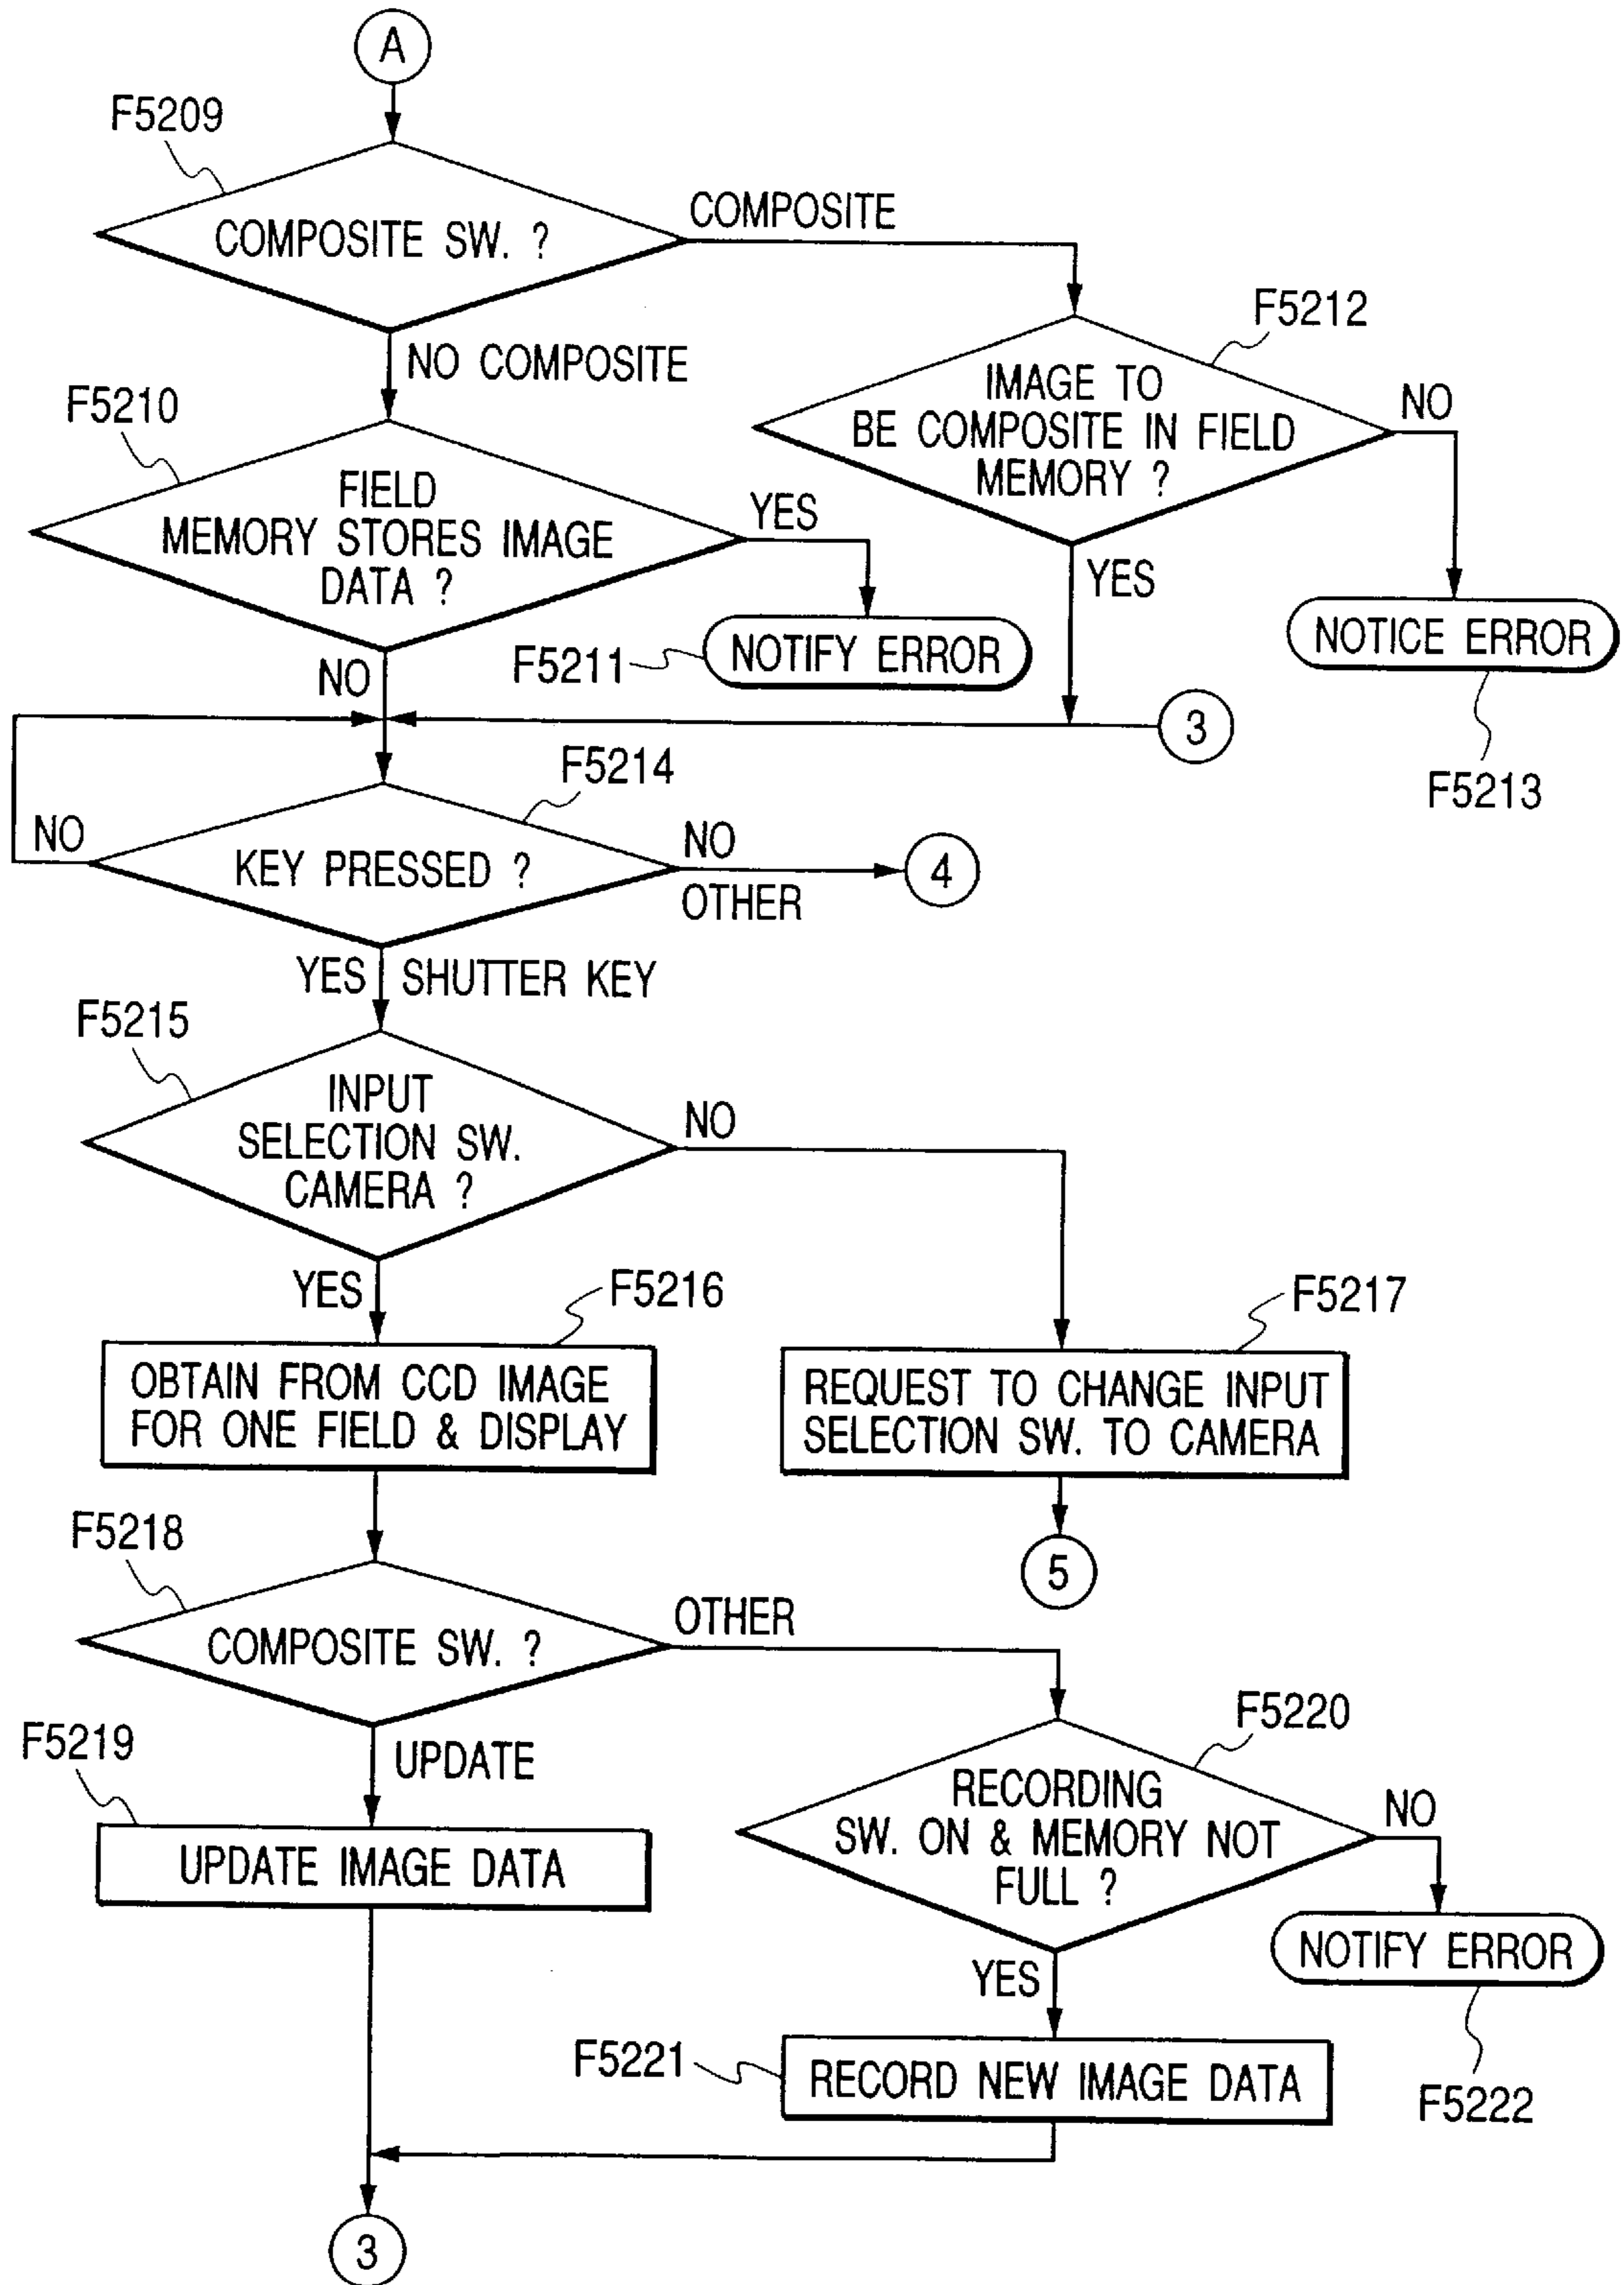 A
F5209
COMPOSITE SW. ?
COMPOSITE
NO COMPOSITE
F5212
IMAGE TO
BE COMPOSITE IN FIELD
MEMORY ?
NO
YES
NOTICE ERROR
F5213
F5210
FIELD
MEMORY STORES IMAGE
DATA ?
YES
NO
F5211
NOTIFY ERROR
3
F5214
KEY PRESSED ?
NO
NO
OTHER
4
YES
SHUTTER KEY
F5215
INPUT
SELECTION SW.
CAMERA ?
NO
YES
F5216
OBTAIN FROM CCD IMAGE
FOR ONE FIELD & DISPLAY
F5217
REQUEST TO CHANGE INPUT
SELECTION SW. TO CAMERA
5
F5218
COMPOSITE SW. ?
OTHER
UPDATE
F5219
UPDATE IMAGE DATA
F5220
RECORDING
SW. ON & MEMORY NOT
FULL ?
NO
YES
NOTIFY ERROR
F5222
F5221
RECORD NEW IMAGE DATA
3